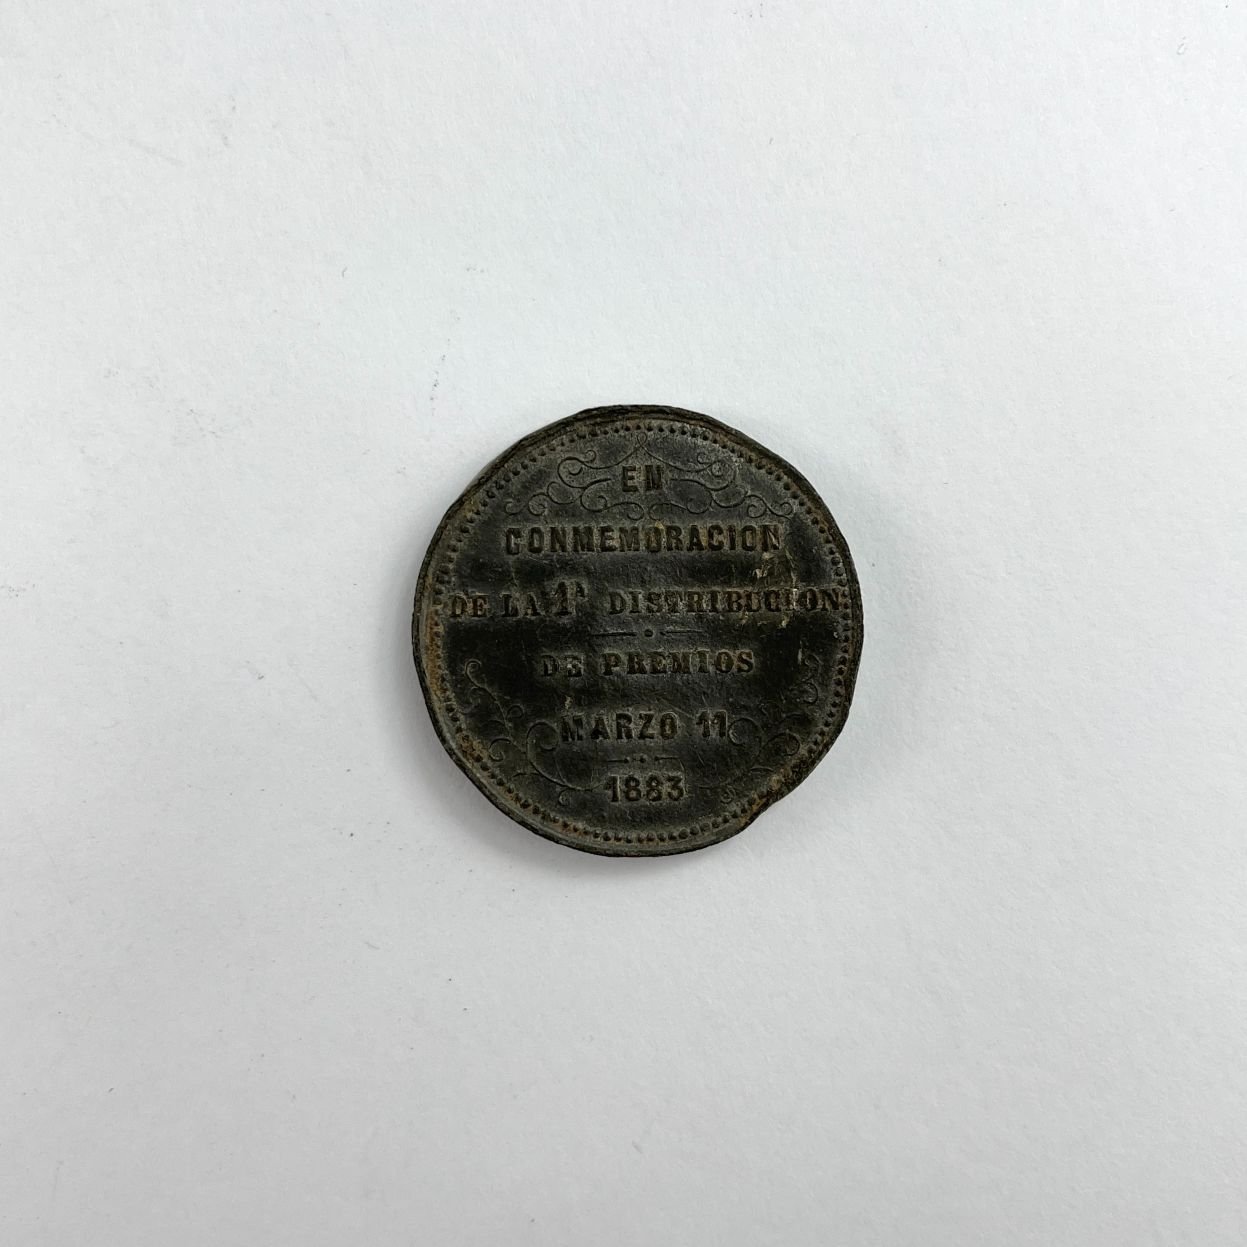 EN
CONMEMORACION
DE LA 1ª DISTRIBUCION
DE PREMIOS
MARZO 11
1883